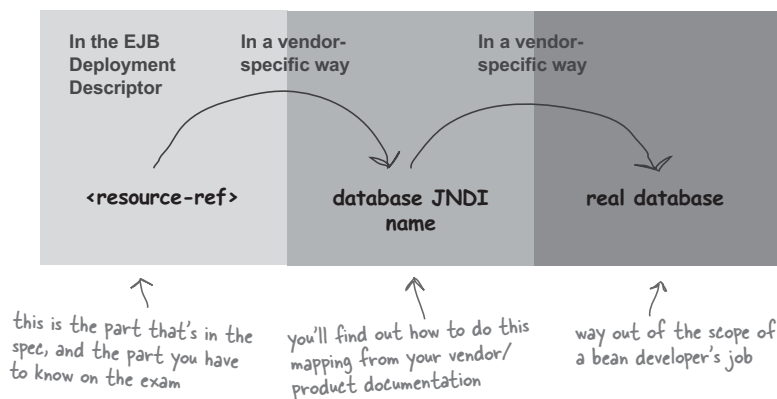 In the EJB
Deployment
Descriptor
In a vendor-
specific way
In a vendor-
specific way
<resource-ref>
database JNDI
name
real database
this is the part that's in the
spec, and the part you have
to know on the exam
you'll find out how to do this
mapping from your vendor/
product documentation
way out of the scope of
a bean developer's job